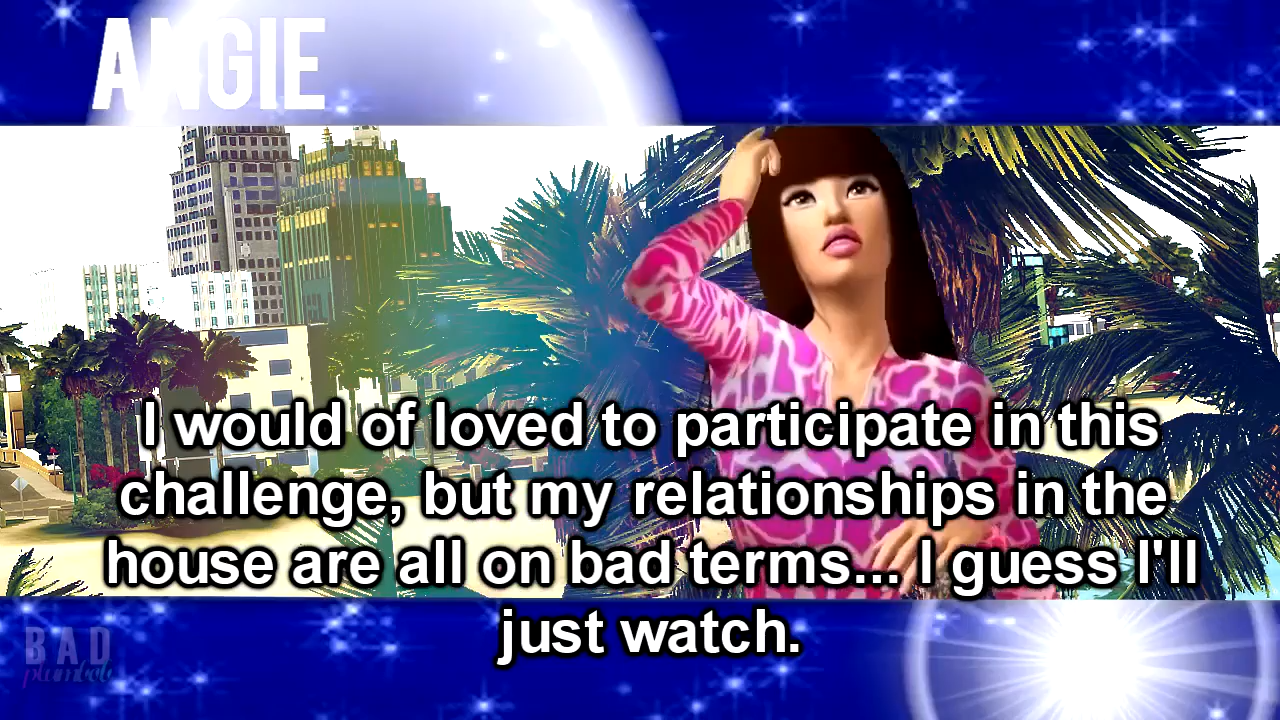 ANGIE
I would of loved to participate in this
challenge, but my relationships in the
house are all on bad terms... I guess I'll
just watch.
BAD